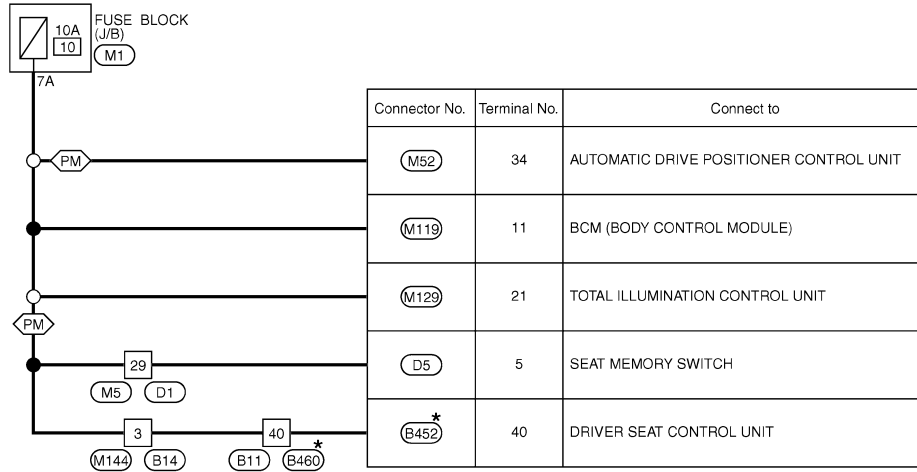 FUSE BLOCK
(J/B)
10A
10
M1
7A
Connector No. Terminal No. Connect to
PM M52 34 AUTOMATIC DRIVE POSITIONER CONTROL UNIT
M119 11 BCM (BODY CONTROL MODULE)
M129 21 TOTAL ILLUMINATION CONTROL UNIT
PM
29 D5 5 SEAT MEMORY SWITCH
M5 D1
3 40 B452* 40 DRIVER SEAT CONTROL UNIT
M144 B14 B11 B460*